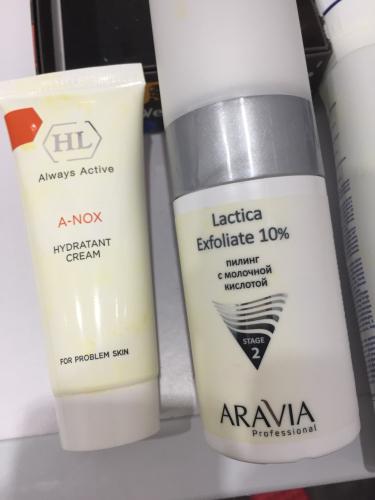 HL
Always Active
A-NOX
HYDRATANT
CREAM
FOR PROBLEM SKIN
Lactica
Exfoliate 10%
пилинг
с молочной
кислотой
STAGE
2
ARAVIA
Professional